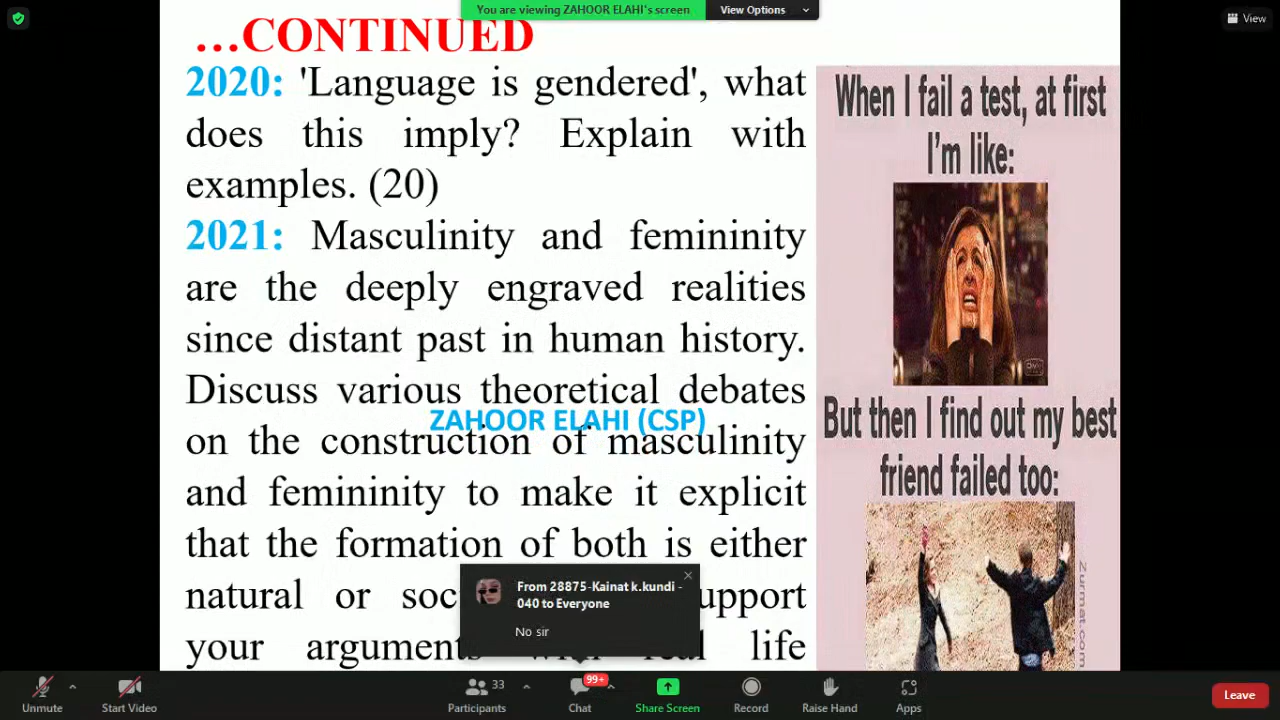 You are viewing ZAHOOR ELAHI's screen
View Options
View
…CONTINUED
2020: 'Language is gendered', what
does this imply? Explain with
examples. (20)
2021: Masculinity and femininity
are the deeply engraved realities
since distant past in human history.
Discuss various theoretical debates
on the construction of masculinity
and femininity to make it explicit
that the formation of both is either
natural or
your arguments with real life
ZAHOOR ELAHI (CSP)
When I fail a test, at first
I'm like:
But then I find out my best
friend failed too:
Zurmat.com
From 28875-Kainat k.kundi -
040 to Everyone
No sir
Unmute
Start Video
33
Participants
99+
Chat
Share Screen
Record
Raise Hand
Apps
Leave